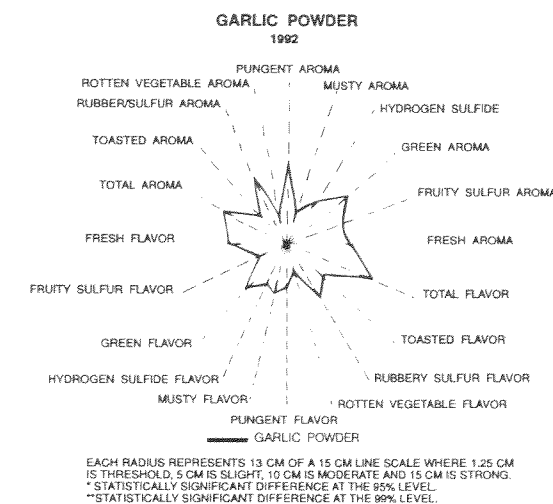 GARLIC POWDER
1992
PUNGENT AROMA
ROTTEN VEGETABLE AROMA
MUSTY AROMA
RUBBER/SULFUR AROMA
HYDROGEN SULFIDE
TOASTED AROMA
GREEN AROMA
TOTAL AROMA
FRUITY SULFUR AROMA
FRESH FLAVOR
FRESH AROMA
FRUITY SULFUR FLAVOR
TOTAL FLAVOR
GREEN FLAVOR
TOASTED FLAVOR
HYDROGEN SULFIDE FLAVOR
RUBBERY SULFUR FLAVOR
MUSTY FLAVOR
ROTTEN VEGETABLE FLAVOR
PUNGENT FLAVOR
GARLIC POWDER
EACH RADIUS REPRESENTS 13 CM OF A 15 CM LINE SCALE WHERE 1.25 CM
IS THRESHOLD, 5 CM IS SLIGHT, 10 CM IS MODERATE AND 15 CM IS STRONG.
* STATISTICALLY SIGNIFICANT DIFFERENCE AT THE 95% LEVEL.
**STATISTICALLY SIGNIFICANT DIFFERENCE AT THE 99% LEVEL.